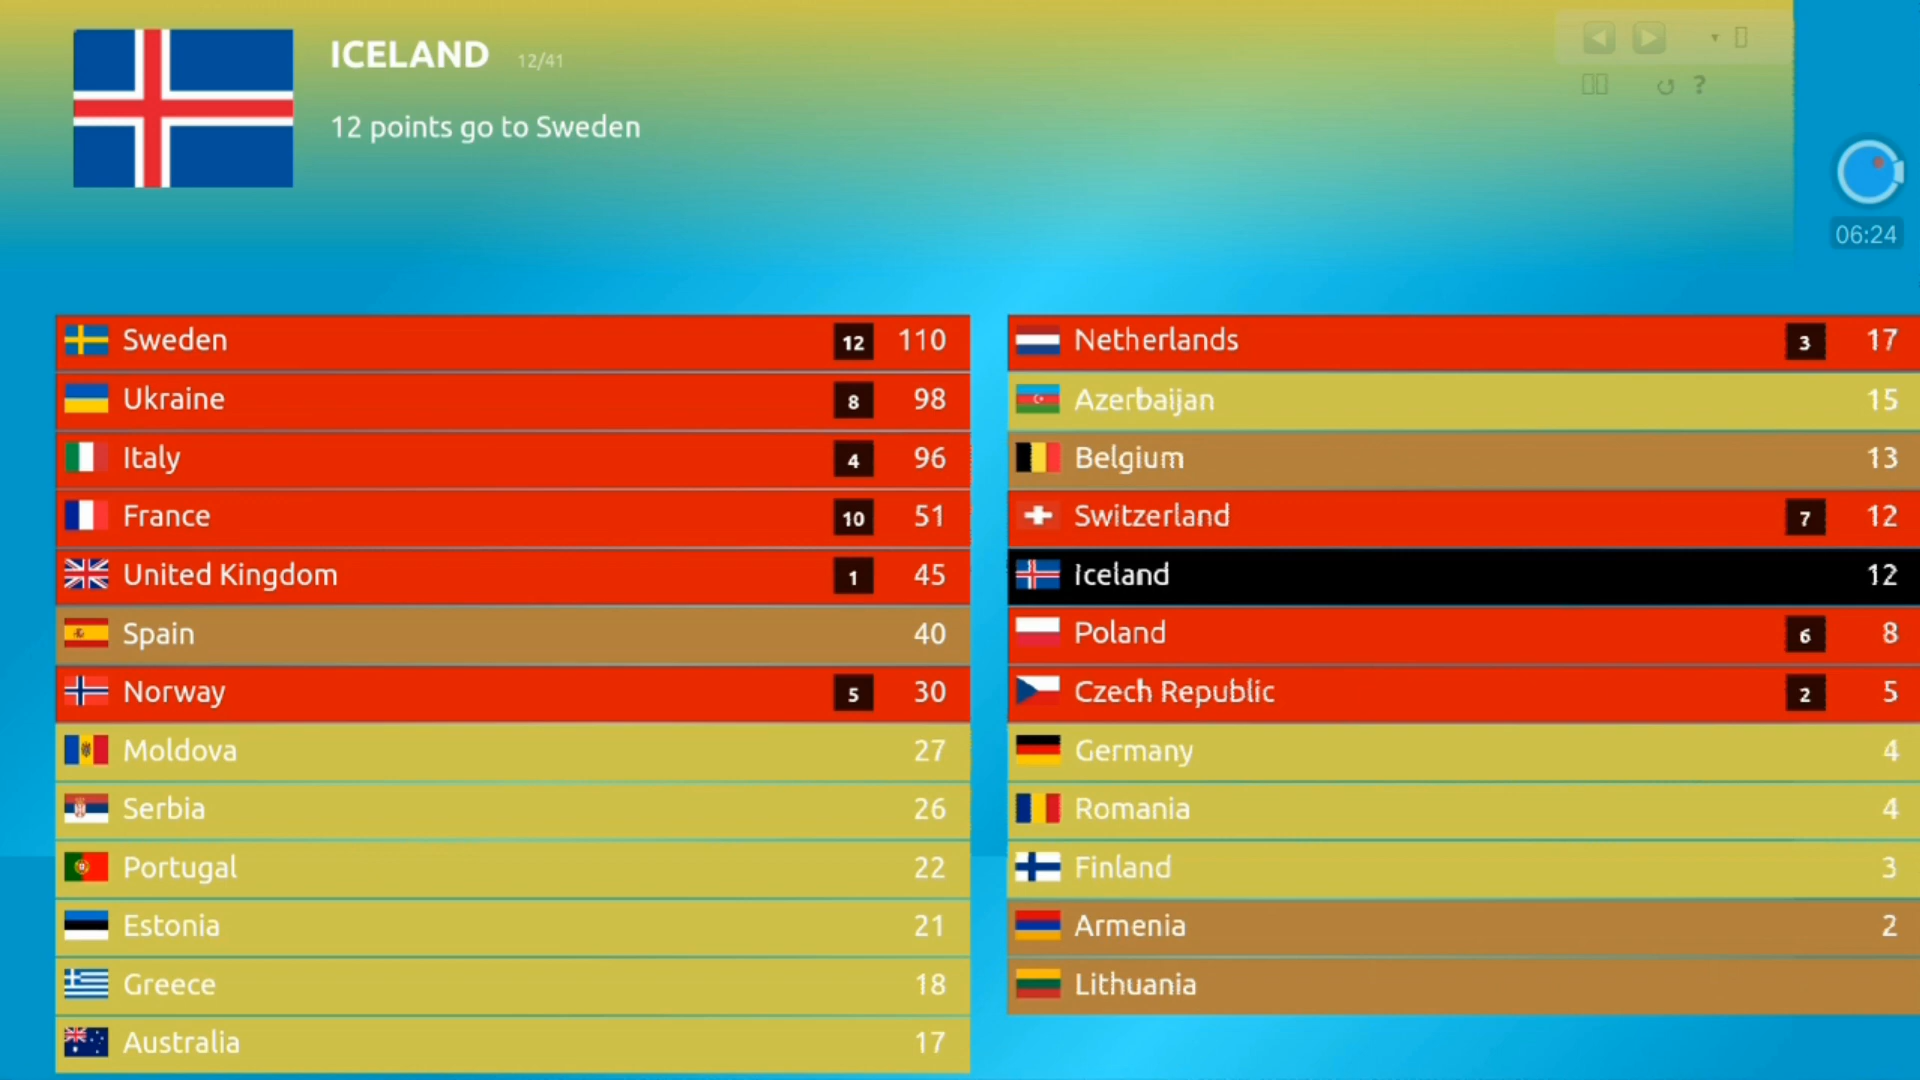 ICELAND 12/41
12 points go to Sweden
?
06:24
Sweden 12 110
Ukraine 8 98
Italy 4 96
France 10 51
United Kingdom 1 45
Spain 40
Norway 5 30
Moldova 27
Serbia 26
Portugal 22
Estonia 21
Greece 18
Australia 17
Netherlands 3 17
Azerbaijan 15
Belgium 13
Switzerland 7 12
Iceland 12
Poland 6 8
Czech Republic 2 5
Germany 4
Romania 4
Finland 3
Armenia 2
Lithuania